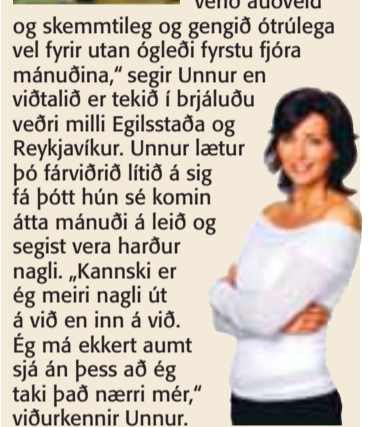 verið auðveld
og skemmtileg og gengið ótrúlega
vel fyrir utan ógleði fyrstu fjóra
mánuðina,“ segir Unnur en
viðtalið er tekið í brjáluðu
veðri milli Egilsstaða og
Reykjavíkur. Unnur lætur
þó fárviðrið lítið á sig
fá þótt hún sé komin
átta mánuði á leið og
segist vera harður
nagli. „Kannski er
ég meiri nagli út
á við en inn á við.
Ég má ekkert aumt
sjá án þess að ég
taki það nærri mér,“
viðurkennir Unnur.